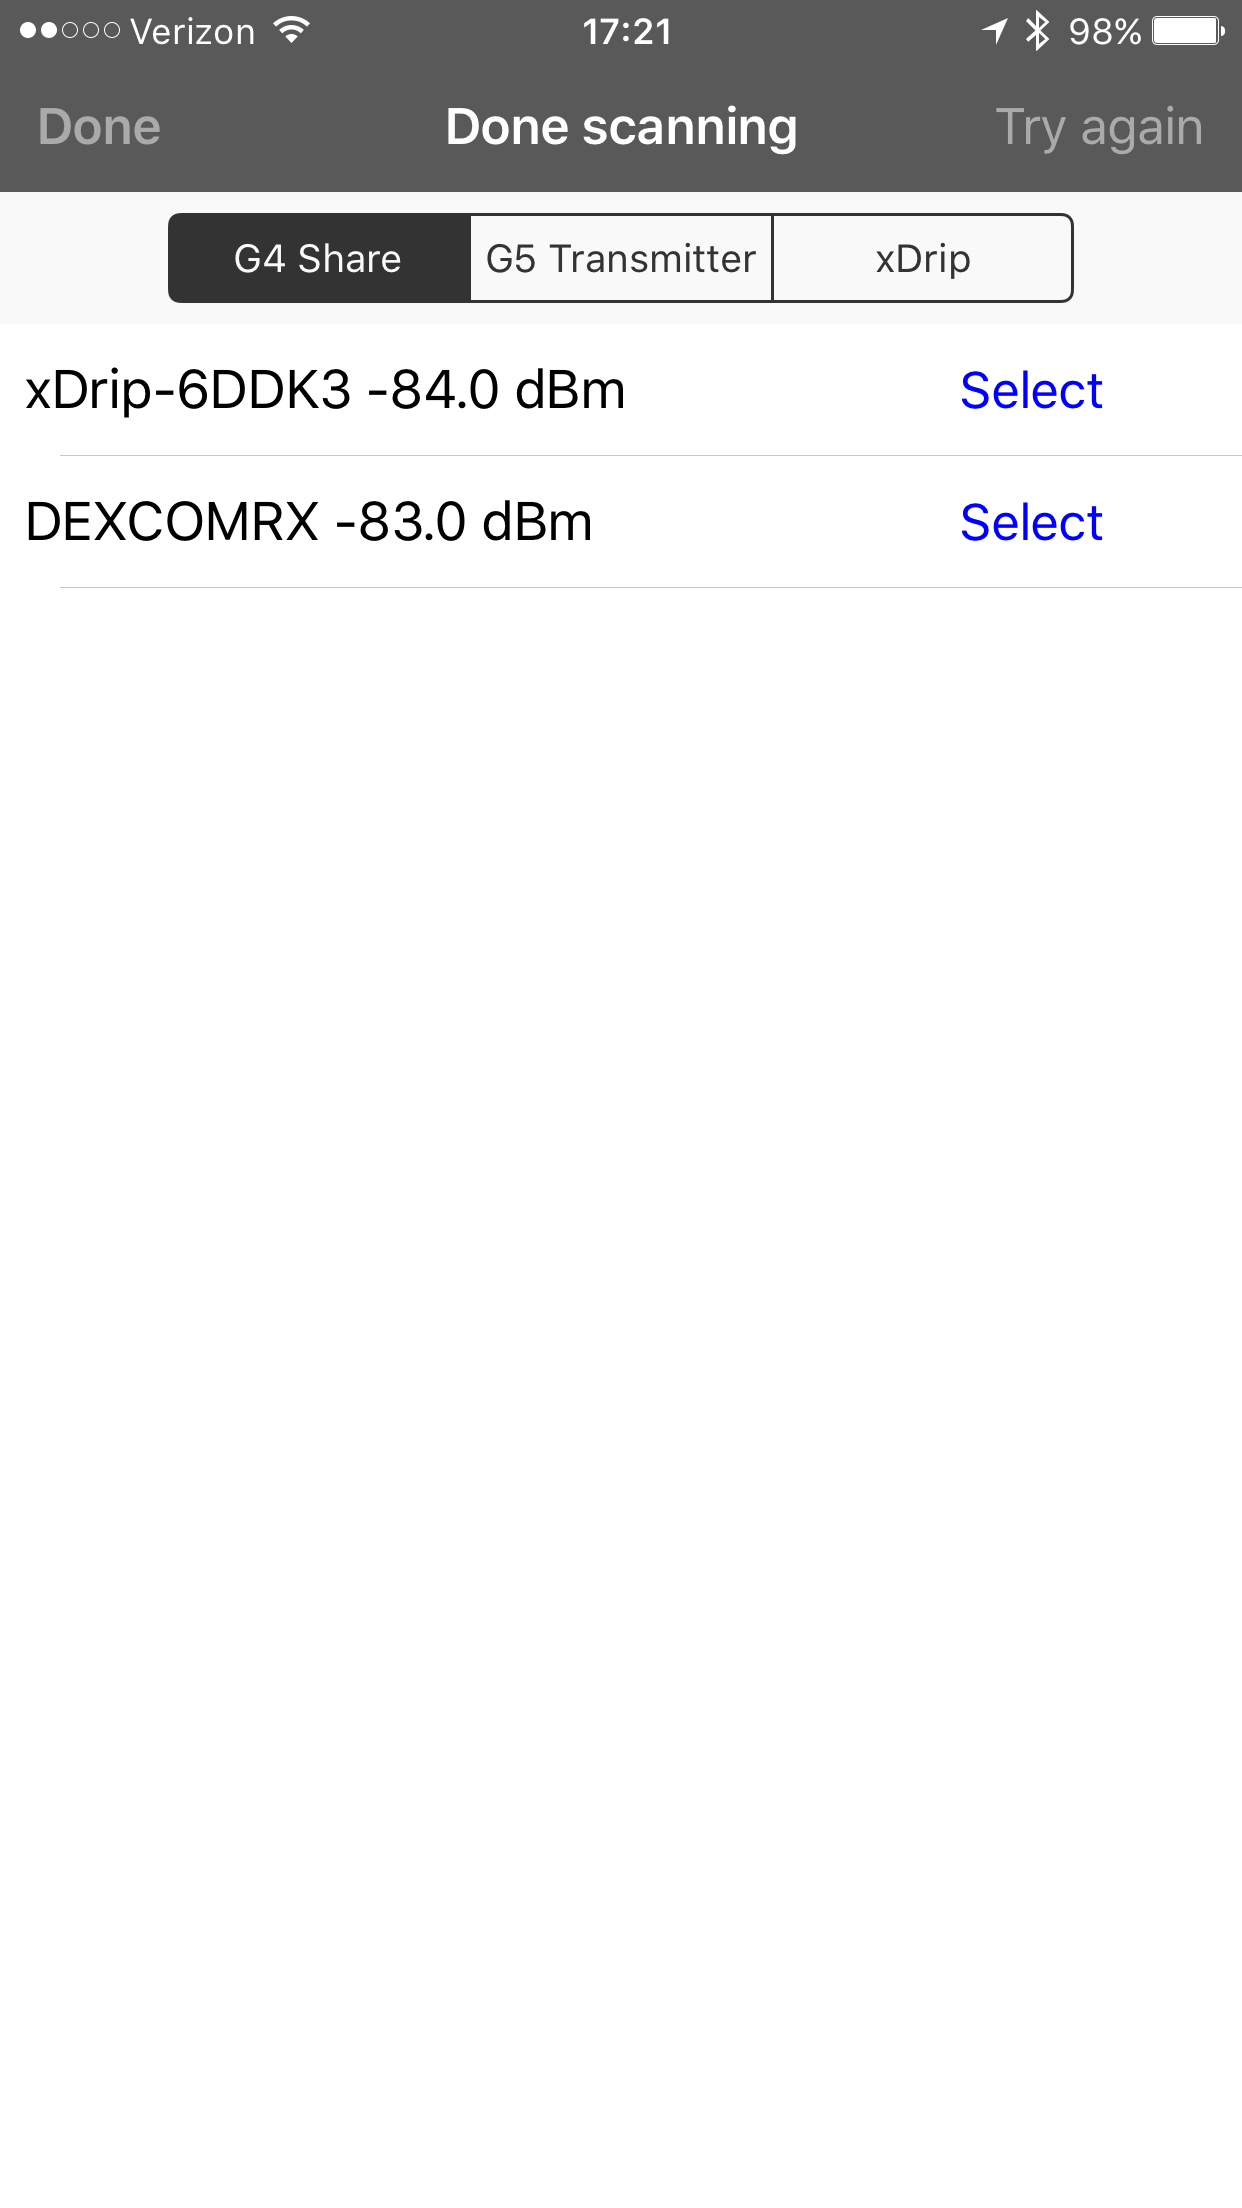 Verizon 17:21 98%
Done Done scanning Try again
G4 Share G5 Transmitter xDrip
xDrip-6DDK3 -84.0 dBm Select
DEXCOMRX -83.0 dBm Select